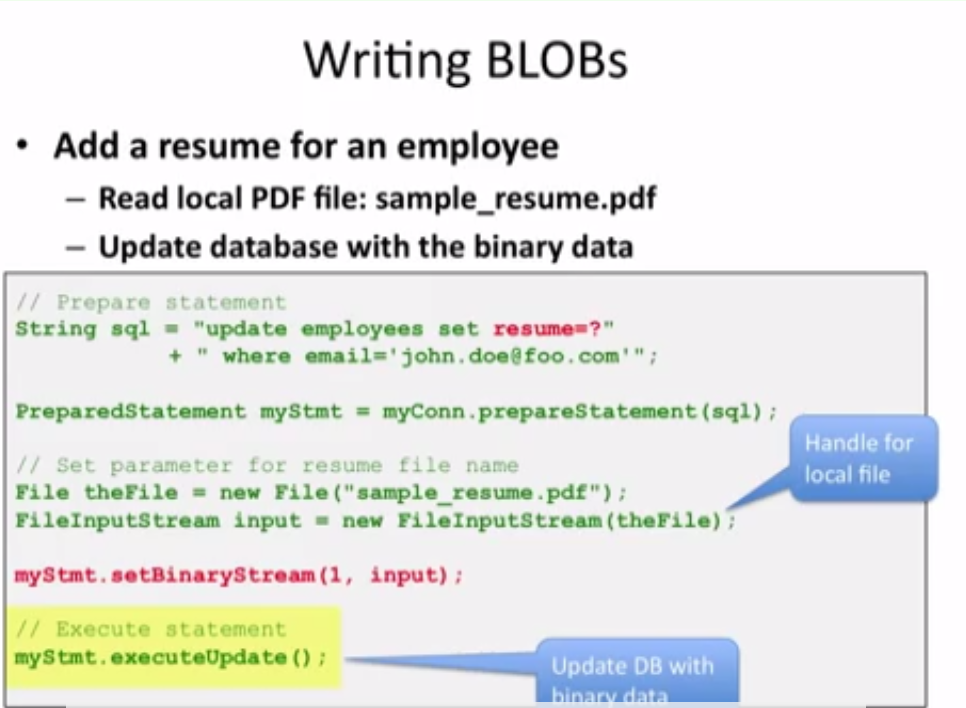 Writing BLOBs
• Add a resume for an employee
– Read local PDF file: sample_resume.pdf
– Update database with the binary data
// Prepare statement
String sql = "update employees set resume=?"
+ " where email='john.doe@foo.com'";
PreparedStatement myStmt = myConn.prepareStatement(sql);
Handle for
local file
// Set parameter for resume file name
File theFile = new File("sample_resume.pdf");
FileInputStream input = new FileInputStream(theFile);
myStmt.setBinaryStream(1, input);
// Execute statement
myStmt.executeUpdate();
Update DB with
binary data